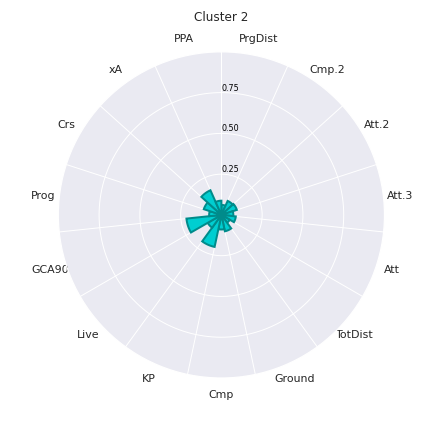 Cluster 2
PPA
PrgDist
xA
Cmp.2
0.75
Crs
Att.2
0.50
0.25
Prog
Att.3
GCA90
Att
Live
TotDist
KP
Ground
Cmp